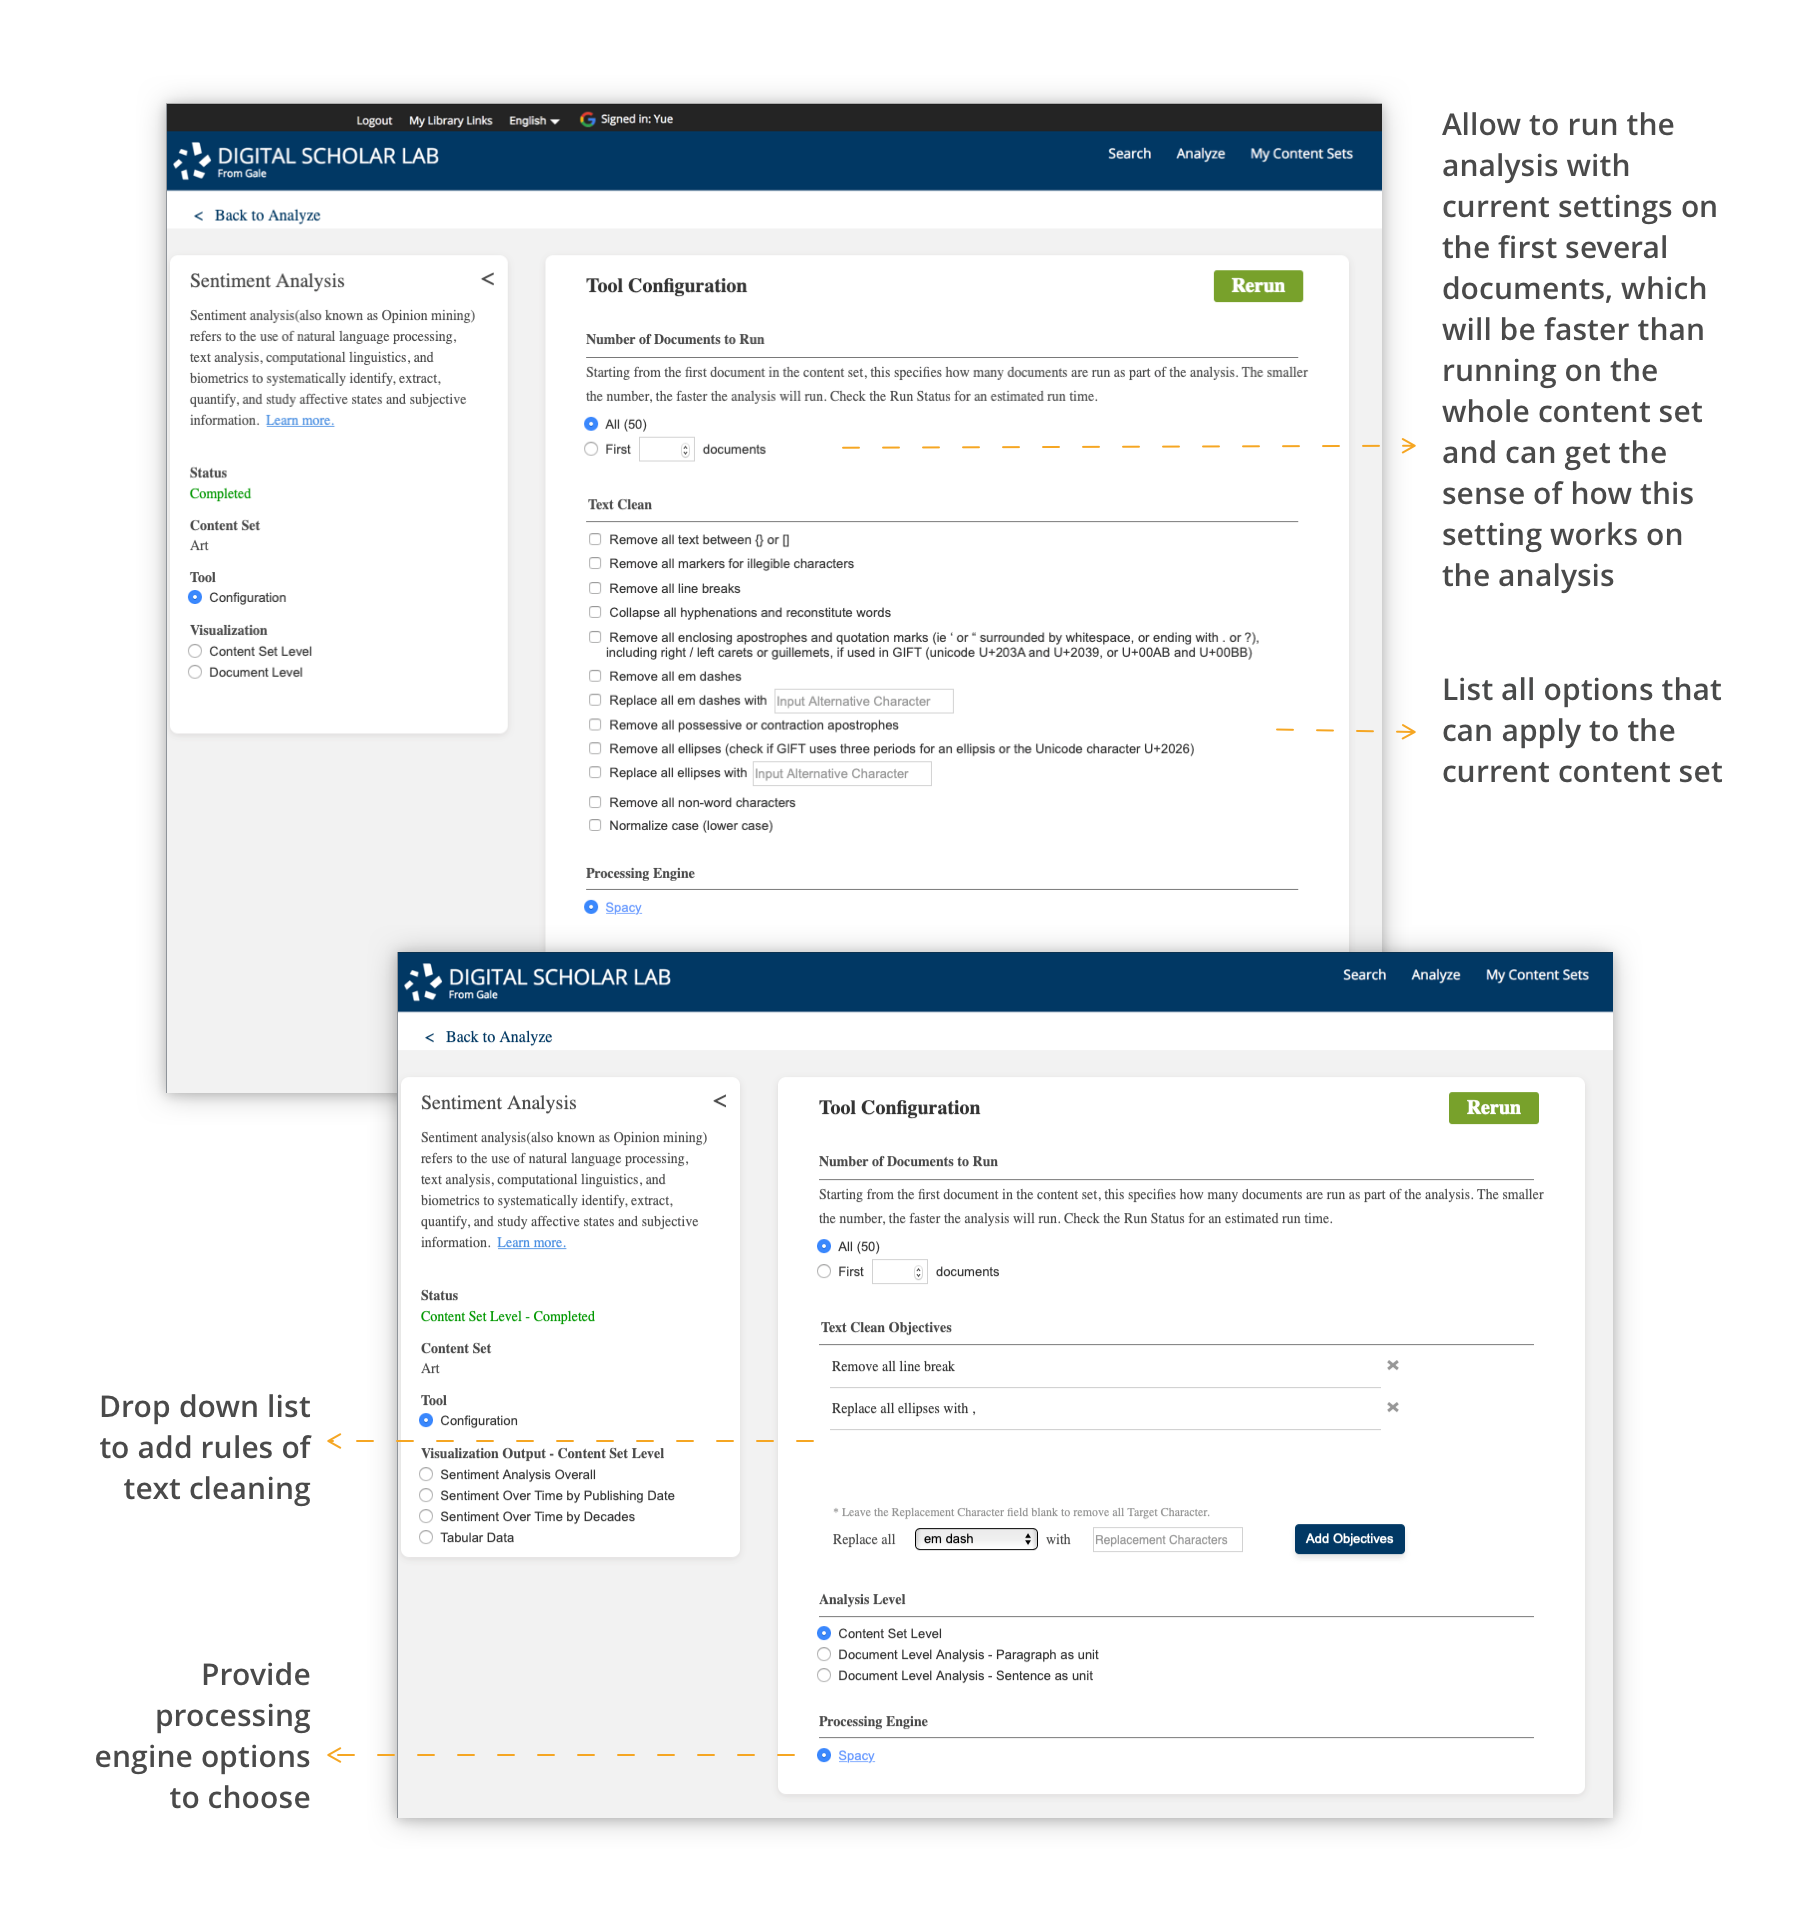 Logout My Library Links English Signed in: Yue
DIGITAL SCHOLAR LAB
From Gale
Search Analyze My Content Sets
< Back to Analyze
Sentiment Analysis <
Sentiment analysis(also known as Opinion mining)
refers to the use of natural language processing,
text analysis, computational linguistics, and
biometrics to systematically identify, extract,
quantify, and study affective states and subjective
information. Learn more.
Status
Completed
Content Set
Art
Tool
Configuration
Visualization
Content Set Level
Document Level
Tool Configuration
Rerun
Number of Documents to Run
Starting from the first document in the content set, this specifies how many documents are run as part of the analysis. The smaller
the number, the faster the analysis will run. Check the Run Status for an estimated run time.
All (50)
First documents
Text Clean
Remove all text between {} or []
Remove all markers for illegible characters
Remove all line breaks
Collapse all hyphenations and reconstitute words
Remove all enclosing apostrophes and quotation marks (ie ‘ or “ surrounded by whitespace, or ending with . or ?),
including right / left carets or guillemets, if used in GIFT (unicode U+203A and U+2039, or U+00AB and U+00BB)
Remove all em dashes
Replace all em dashes with Input Alternative Character
Remove all possessive or contraction apostrophes
Remove all ellipses (check if GIFT uses three periods for an ellipsis or the Unicode character U+2026)
Replace all ellipses with Input Alternative Character
Remove all non-word characters
Normalize case (lower case)
Processing Engine
Spacy
Allow to run the
analysis with
current settings on
the first several
documents, which
will be faster than
running on the
whole content set
and can get the
sense of how this
setting works on
the analysis
List all options that
can apply to the
current content set
DIGITAL SCHOLAR LAB
From Gale
Search Analyze My Content Sets
< Back to Analyze
Sentiment Analysis <
Sentiment analysis(also known as Opinion mining)
refers to the use of natural language processing,
text analysis, computational linguistics, and
biometrics to systematically identify, extract,
quantify, and study affective states and subjective
information. Learn more.
Status
Content Set Level - Completed
Content Set
Art
Tool
Configuration
Visualization Output - Content Set Level
Sentiment Analysis Overall
Sentiment Over Time by Publishing Date
Sentiment Over Time by Decades
Tabular Data
Tool Configuration
Rerun
Number of Documents to Run
Starting from the first document in the content set, this specifies how many documents are run as part of the analysis. The smaller
the number, the faster the analysis will run. Check the Run Status for an estimated run time.
All (50)
First documents
Text Clean Objectives
Remove all line break
Replace all ellipses with ,
* Leave the Replacement Character field blank to remove all Target Character.
Replace all em dash with Replacement Characters Add Objectives
Analysis Level
Content Set Level
Document Level Analysis - Paragraph as unit
Document Level Analysis - Sentence as unit
Processing Engine
Spacy
Drop down list
to add rules of
text cleaning
Provide
processing
engine options
to choose